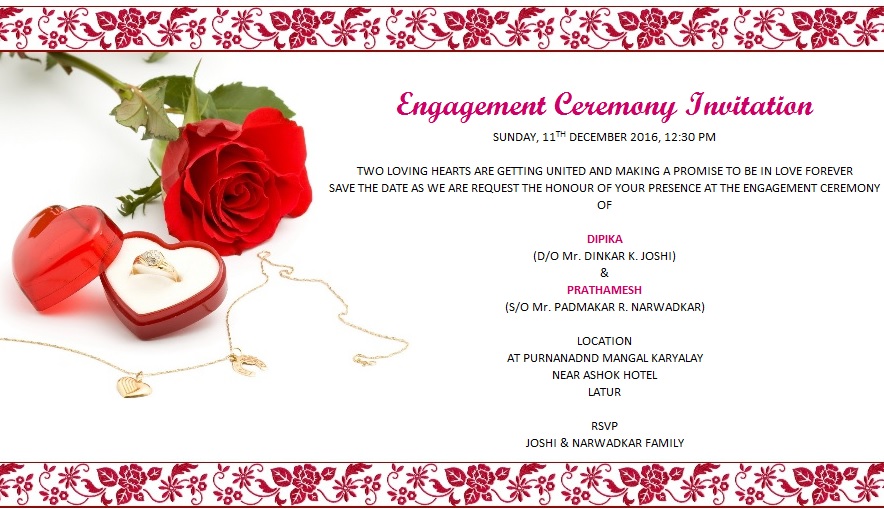 Engagement Ceremony Invitation
SUNDAY, 11TH DECEMBER 2016, 12:30 PM
TWO LOVING HEARTS ARE GETTING UNITED AND MAKING A PROMISE TO BE IN LOVE FOREVER
SAVE THE DATE AS WE ARE REQUEST THE HONOUR OF YOUR PRESENCE AT THE ENGAGEMENT CEREMONY
OF
DIPIKA
(D/O Mr. DINKAR K. JOSHI)
&
PRATHAMESH
(S/O Mr. PADMAKAR R. NARWADKAR)
LOCATION
AT PURNANADND MANGAL KARYALAY
NEAR ASHOK HOTEL
LATUR
RSVP
JOSHI & NARWADKAR FAMILY